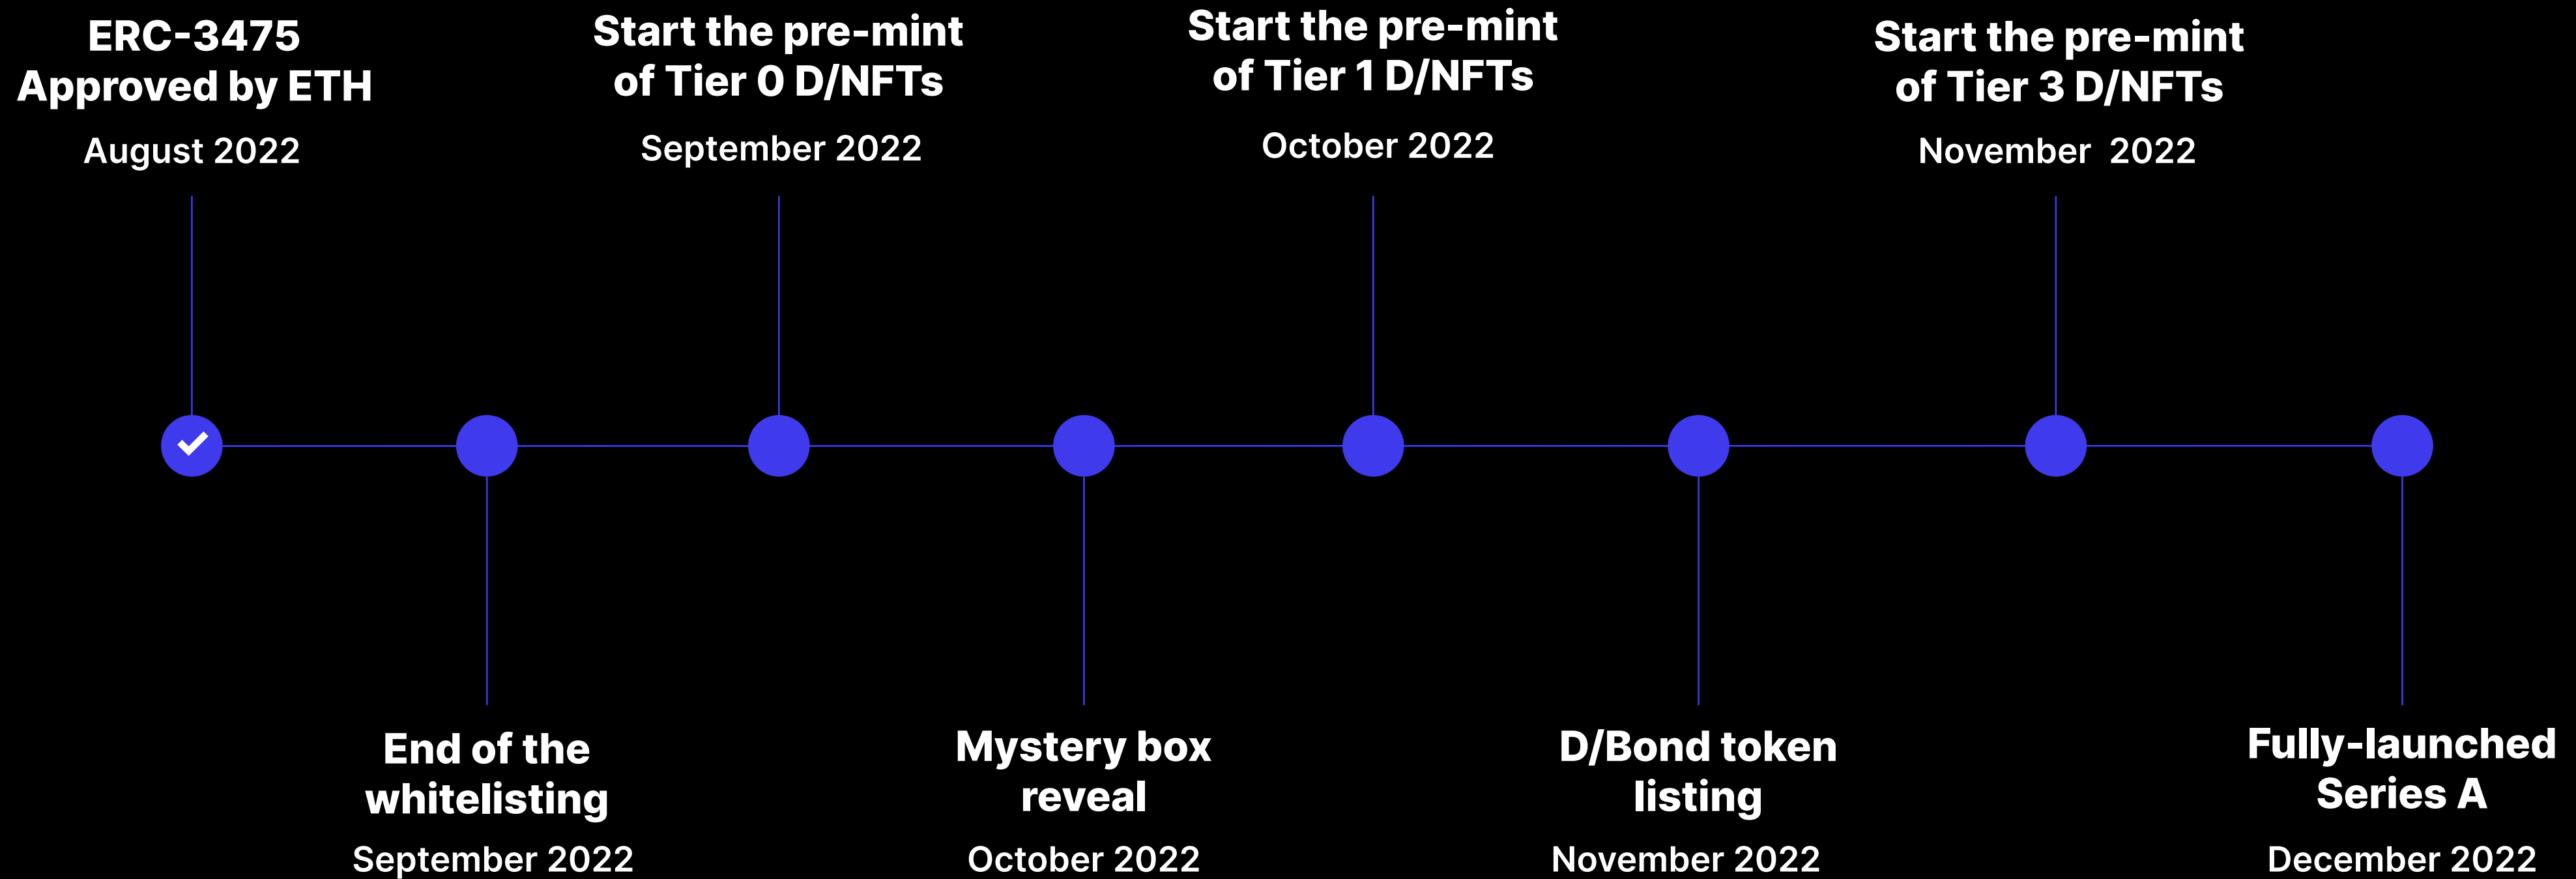 ERC-3475
Approved by ETH
August 2022
End of the
whitelisting
September 2022
Start the pre-mint
of Tier 0 D/NFTs
September 2022
Mystery box
reveal
October 2022
Start the pre-mint
of Tier 1 D/NFTs
October 2022
D/Bond token
listing
November 2022
Start the pre-mint
of Tier 3 D/NFTs
November 2022
Fully-launched
Series A
December 2022